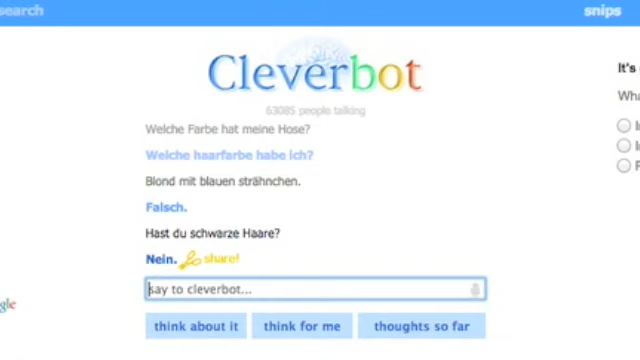 search
snips
Cleverbot
63085 people talking
Welche Farbe hat meine Hose?
Welche haarfarbe habe ich?
Blond mit blauen strähnchen.
Falsch.
Hast du schwarze Haare?
Nein. share!
say to cleverbot...
think about it think for me thoughts so far
It's